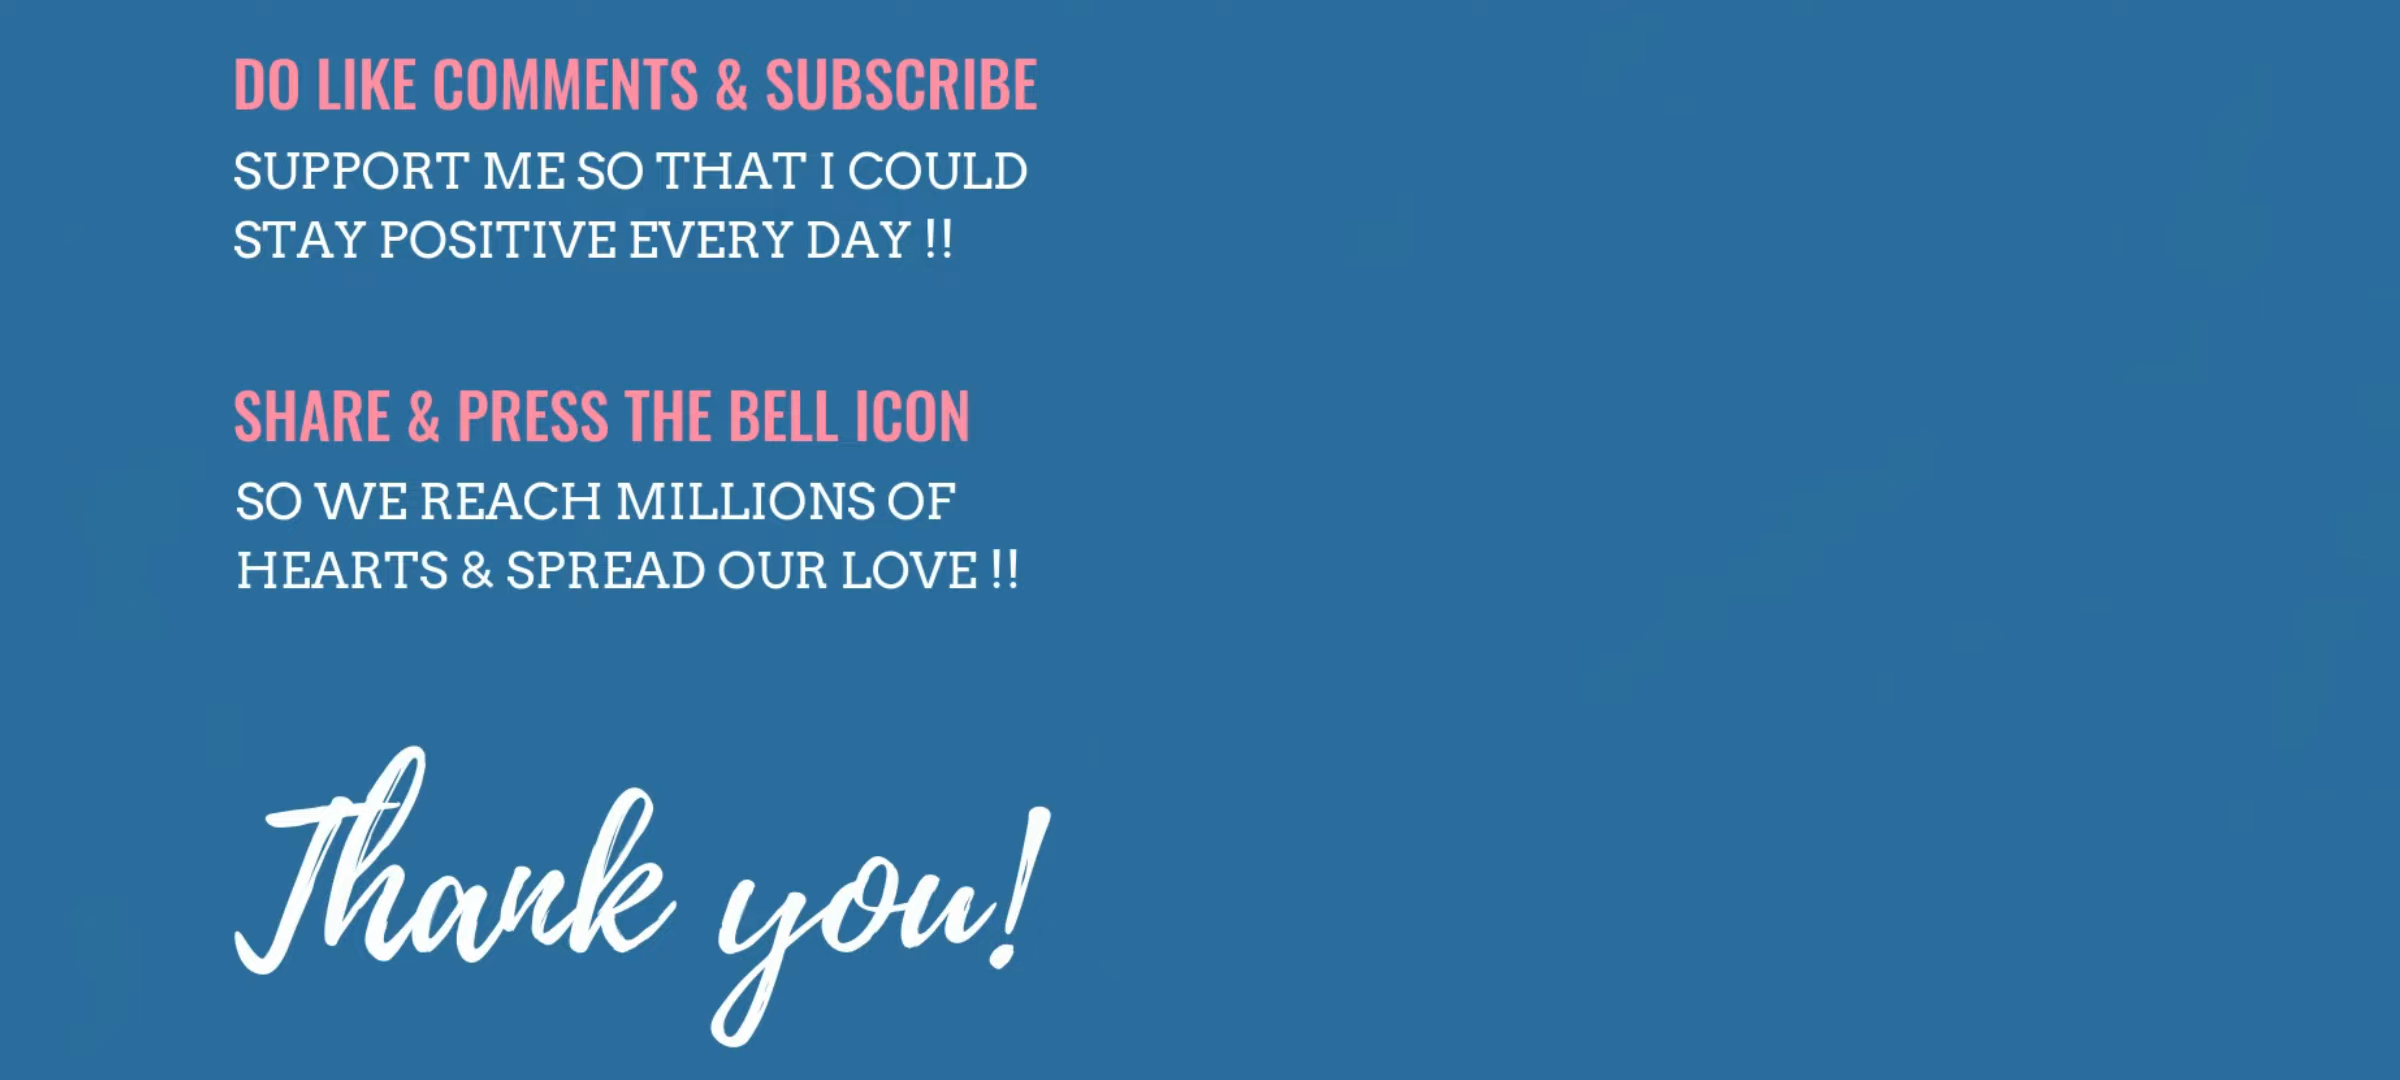 DO LIKE COMMENTS & SUBSCRIBE
SUPPORT ME SO THAT I COULD
STAY POSITIVE EVERY DAY !!
SHARE & PRESS THE BELL ICON
SO WE REACH MILLIONS OF
HEARTS & SPREAD OUR LOVE !!
Thank you!